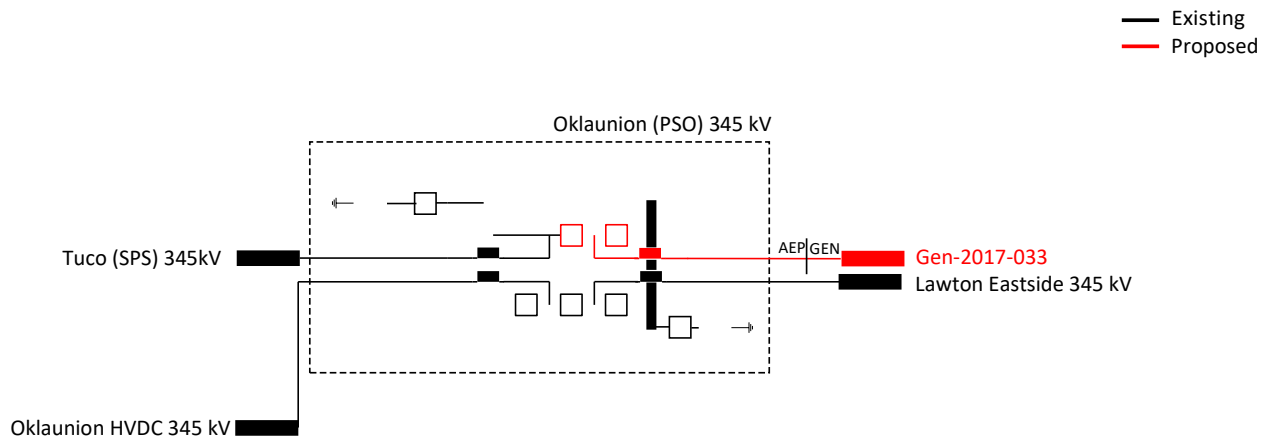 Existing
Proposed
Oklaunion (PSO) 345 kV
Tuco (SPS) 345kV
AEP GEN
Gen-2017-033
Lawton Eastside 345 kV
Oklaunion HVDC 345 kV